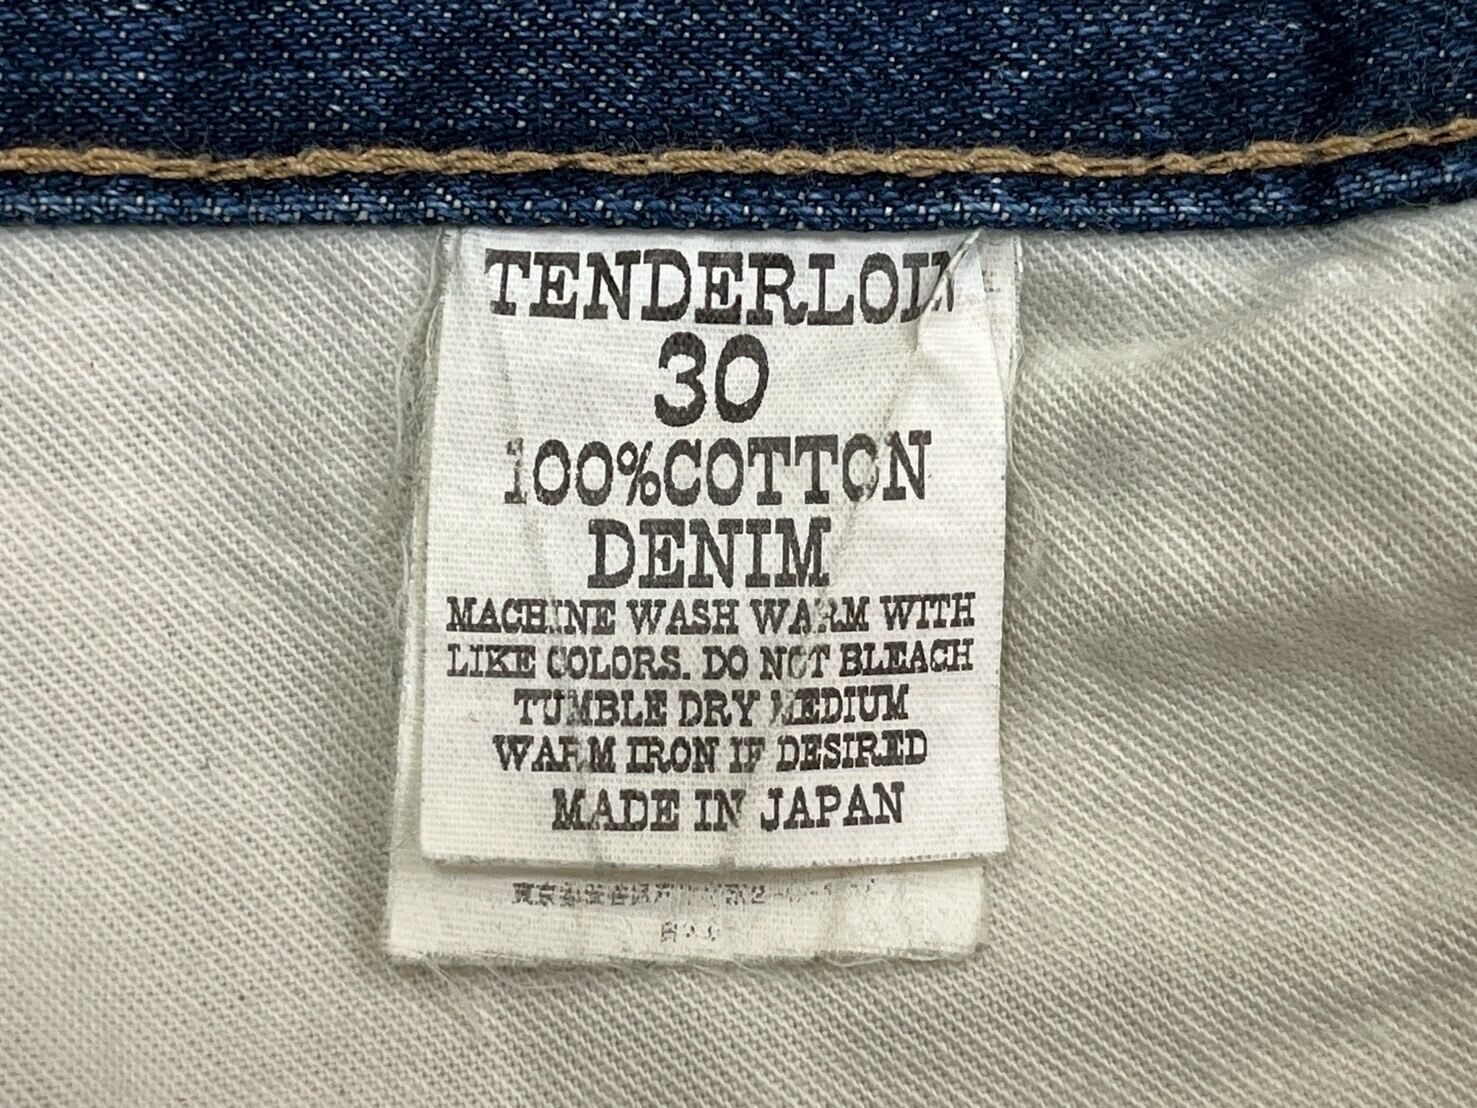 TENDERLOIN
30
100%COTTON
DENIM
MACHINE WASH WARM WITH
LIKE COLORS. DO NOT BLEACH
TUMBLE DRY MEDIUM
WARM IRON IF DESIRED
MADE IN JAPAN